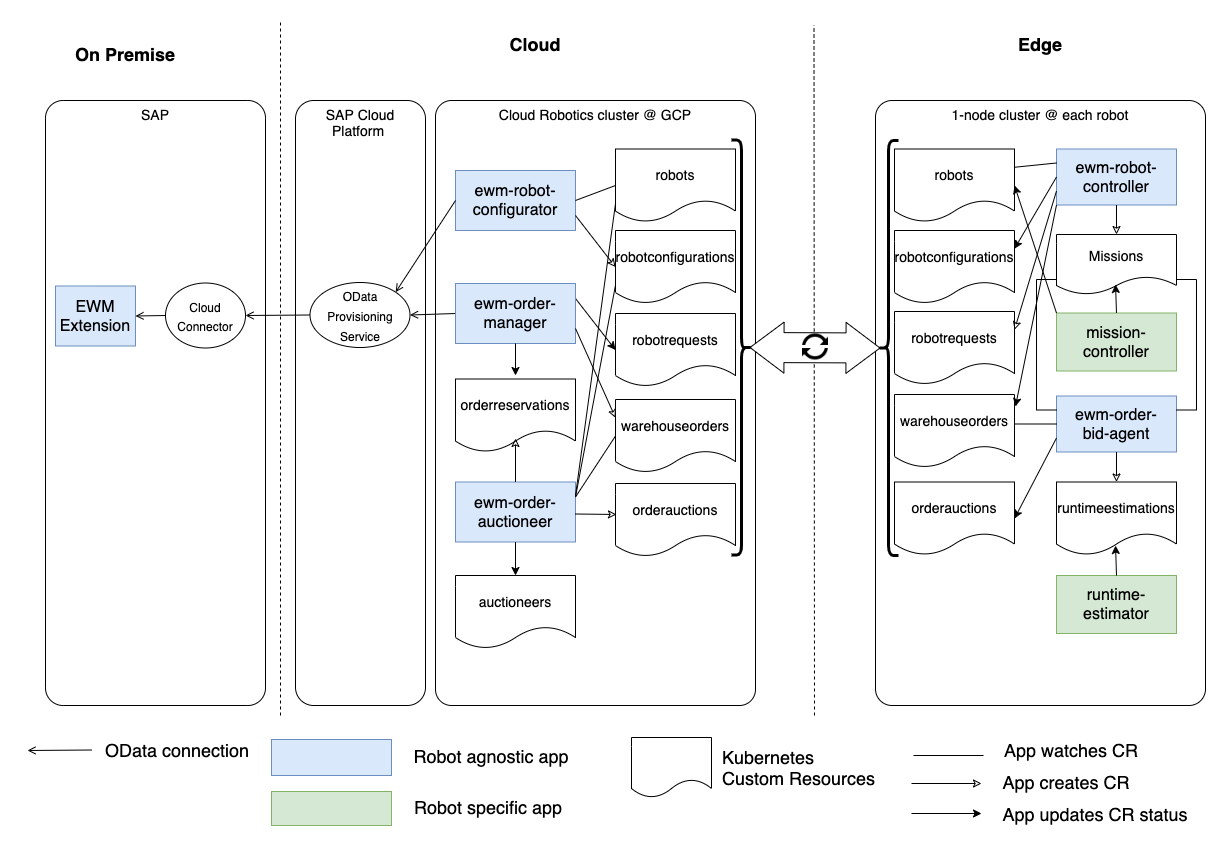 On Premise
Cloud
Edge
SAP
SAP Cloud
Platform
Cloud Robotics cluster @ GCP
1-node cluster @ each robot
EWM
Extension
Cloud
Connector
OData
Provisioning
Service
ewm-robot-
configurator
ewm-order-
manager
orderreservations
ewm-order-
auctioneer
auctioneers
robots
robotconfigurations
robotrequests
warehouseorders
orderauctions
robots
robotconfigurations
robotrequests
warehouseorders
orderauctions
ewm-robot-
controller
Missions
mission-
controller
ewm-order-
bid-agent
runtimeestimations
runtime-
estimator
OData connection
Robot agnostic app
Robot specific app
Kubernetes
Custom Resources
App watches CR
App creates CR
App updates CR status